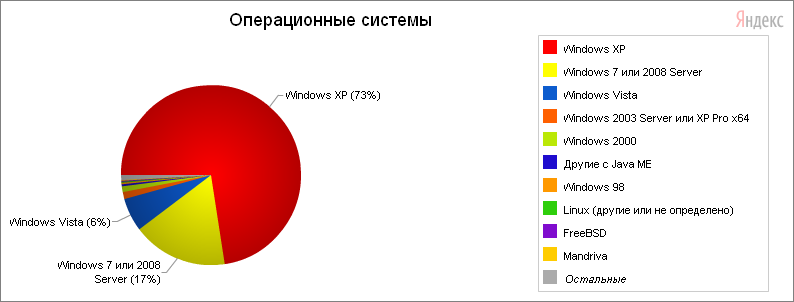 Операционные системы
Яндекс
Windows XP (73%)
Windows Vista (6%)
Windows 7 или 2008
Server (17%)
Windows XP
Windows 7 или 2008 Server
Windows Vista
Windows 2003 Server или XP Pro x64
Windows 2000
Другие с Java ME
Windows 98
Linux (другие или не определено)
FreeBSD
Mandriva
Остальные